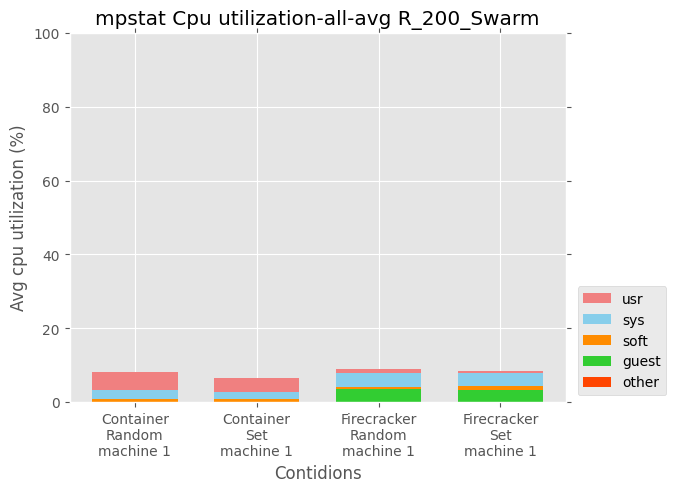 mpstat Cpu utilization-all-avg R_200_Swarm
Avg cpu utilization (%)
100
80
60
40
20
0
usr
sys
soft
guest
other
Container
Random
machine 1
Container
Set
machine 1
Firecracker
Random
machine 1
Firecracker
Set
machine 1
Contidions